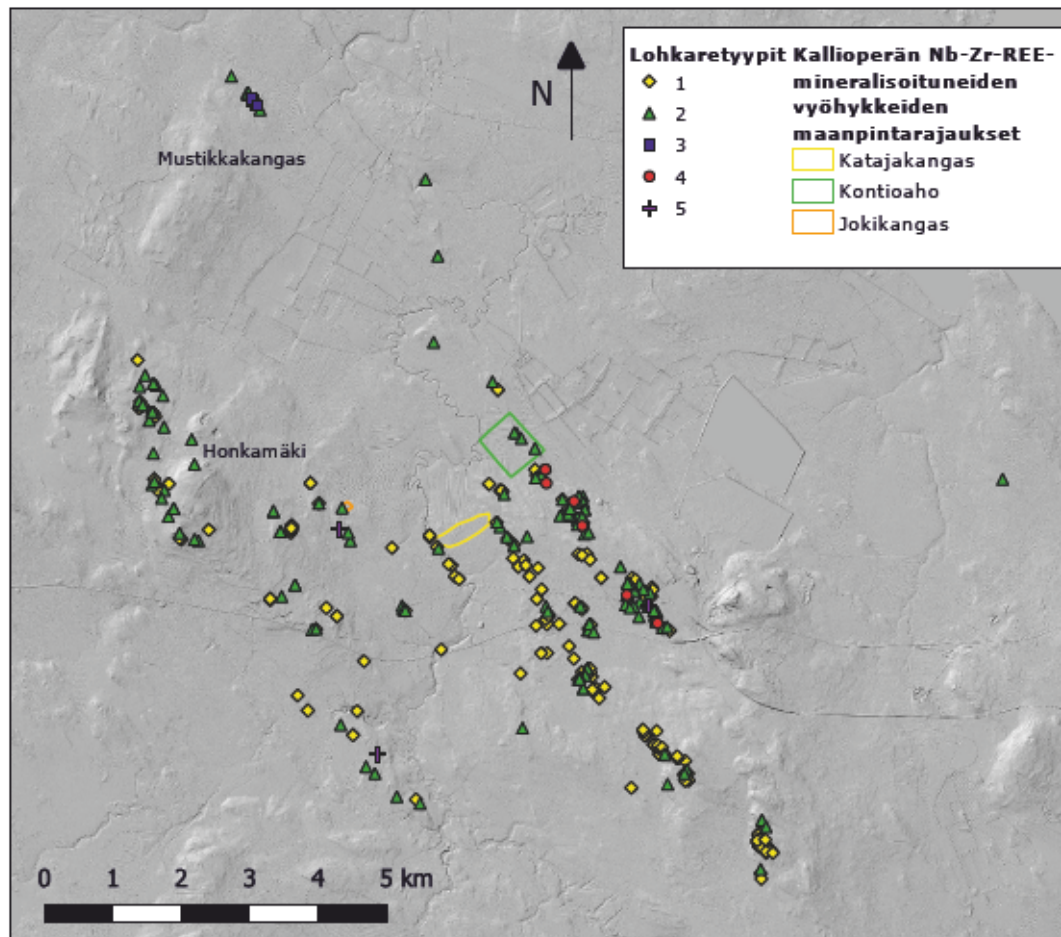 Lohkaretyypit
1
2
3
4
5
Kallioperän Nb-Zr-REE-
mineralisoituneiden
vyöhykkeiden
maanpintarajaukset
Katajakangas
Kontioaho
Jokikangas
N
Mustikkakangas
Honkamäki
0 1 2 3 4 5 km